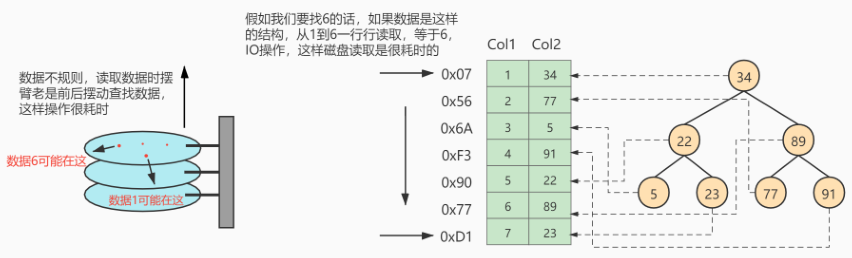 假如我们要找6的话，如果数据是这样
的结构，从1到6一行行读取，等于6，
IO操作，这样磁盘读取是很耗时的
数据不规则，读取数据时摆
臂老是前后摆动查找数据，
这样操作很耗时
数据6可能在这
数据1可能在这
Col1 Col2
0x07 1 34
0x56 2 77
0x6A 3 5
0xF3 4 91
0x90 5 22
0x77 6 89
0xD1 7 23
34
22 89
5 23 77 91